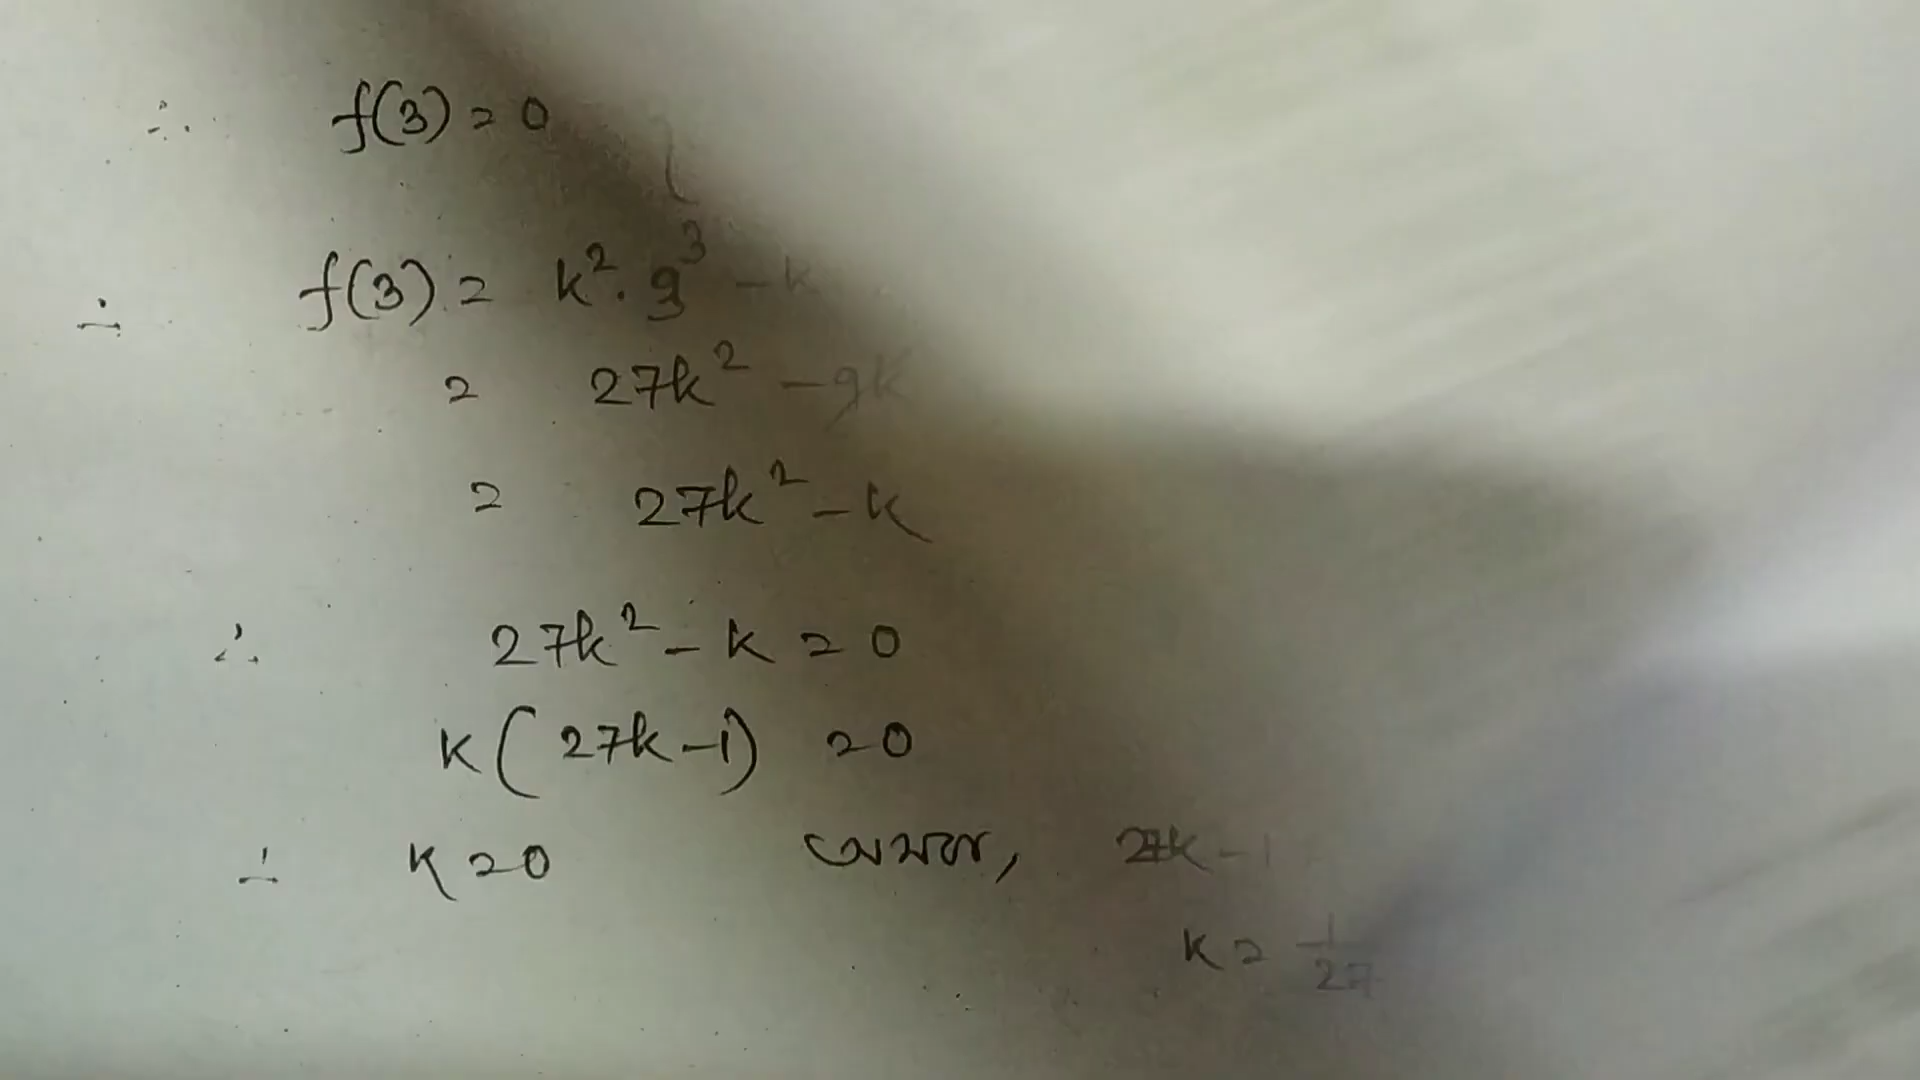 ∴ f(3) = 0
∴ f(3) = k². 3³ - k
= 27k² - 9k
= 27k² - k
∴ 27k² - k = 0
k(27k-1) = 0
∴ k = 0 অথবা, 27k - 1
k = 1/27